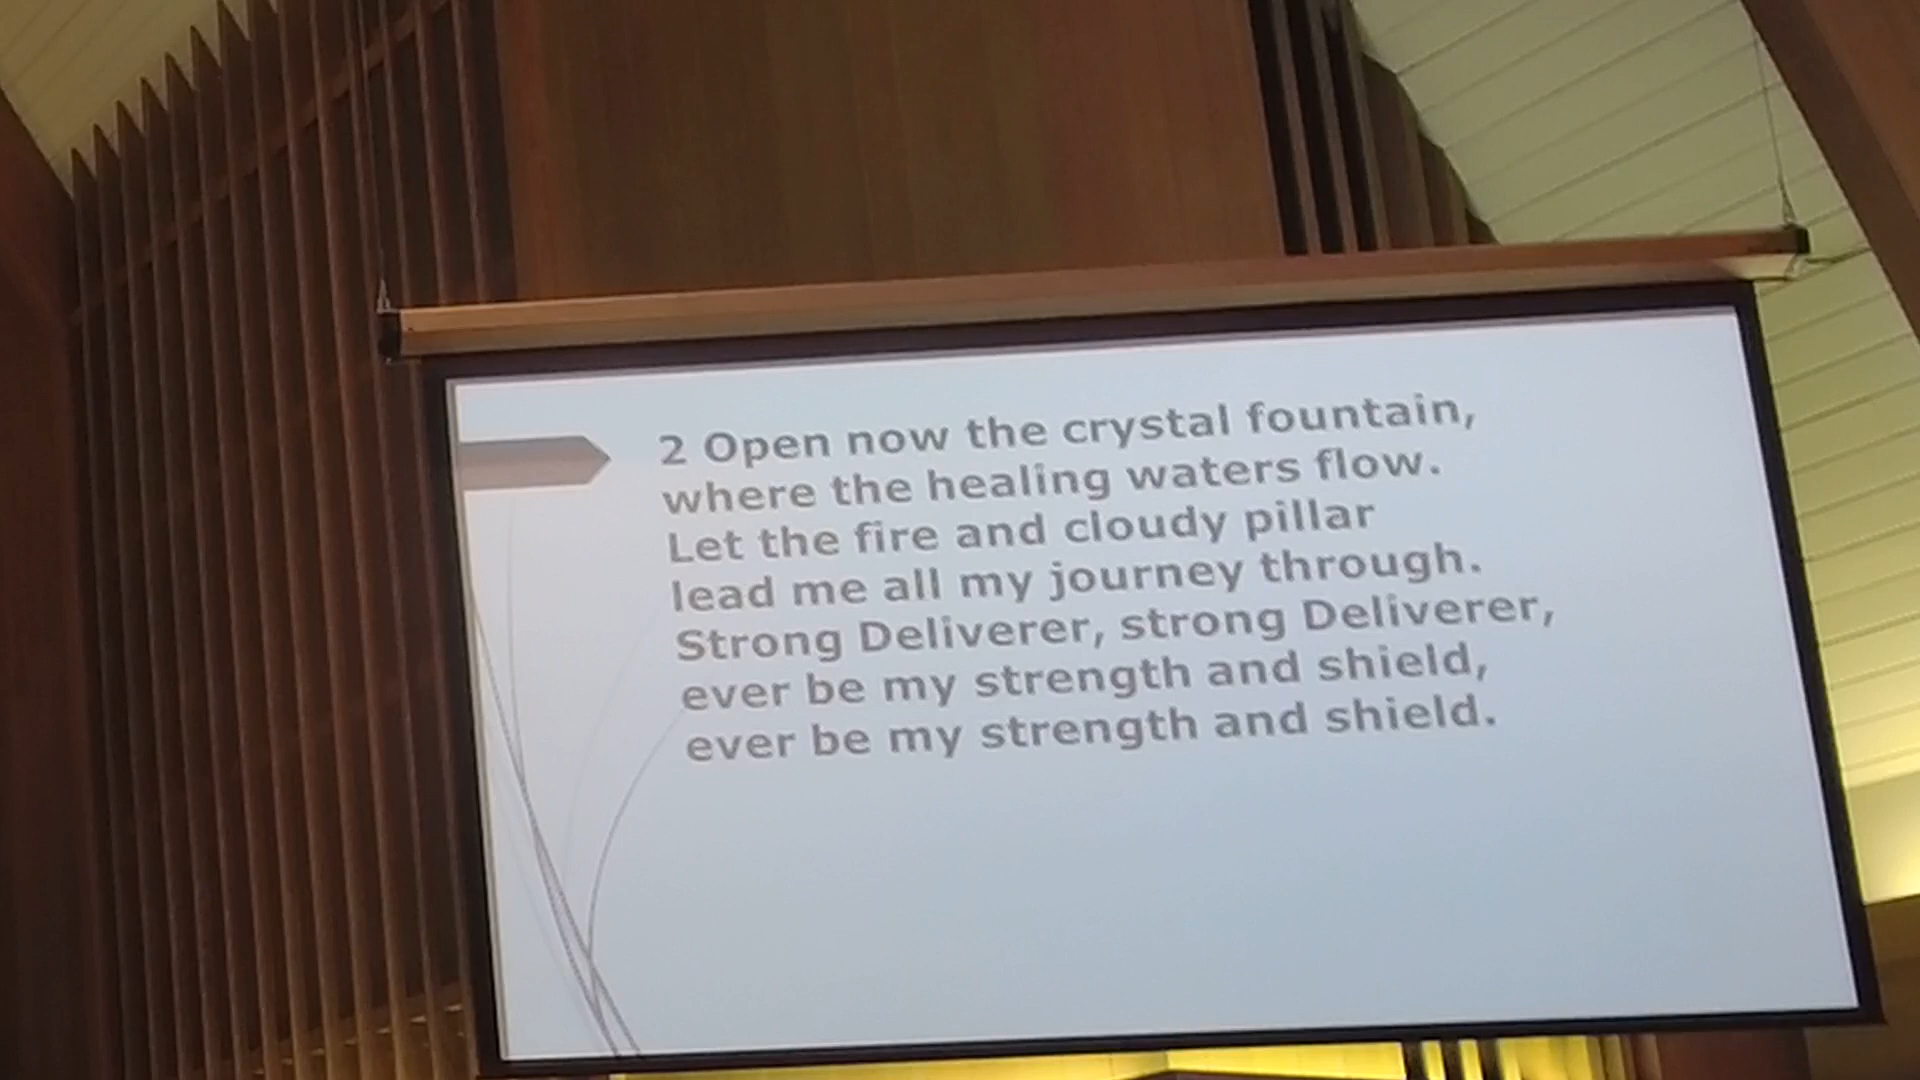 2 Open now the crystal fountain,
where the healing waters flow.
Let the fire and cloudy pillar
lead me all my journey through.
Strong Deliverer, strong Deliverer,
ever be my strength and shield,
ever be my strength and shield.